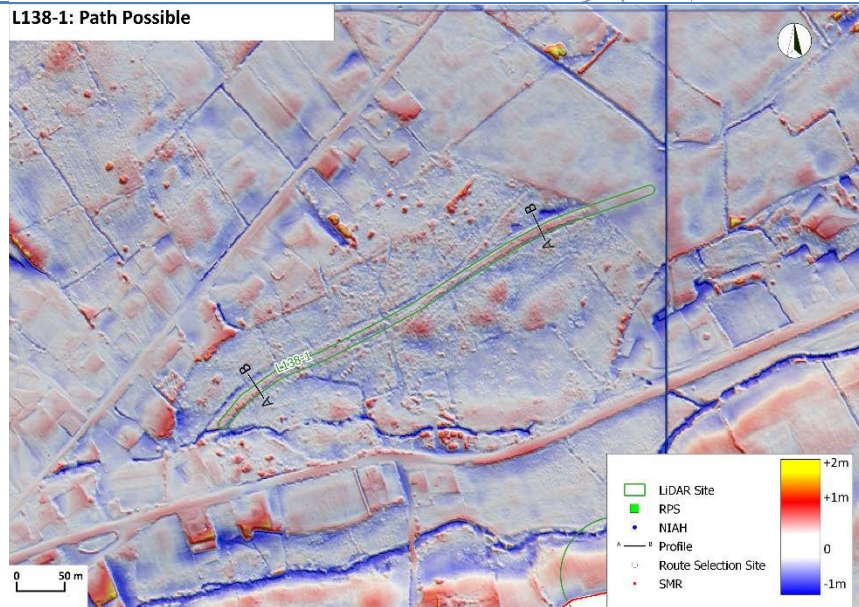 L138-1: Path Possible
B
A
L138-1
B
A
LiDAR Site
RPS
NIAH
A B Profile
Route Selection Site
SMR
+2m
+1m
0
-1m
0 50 m